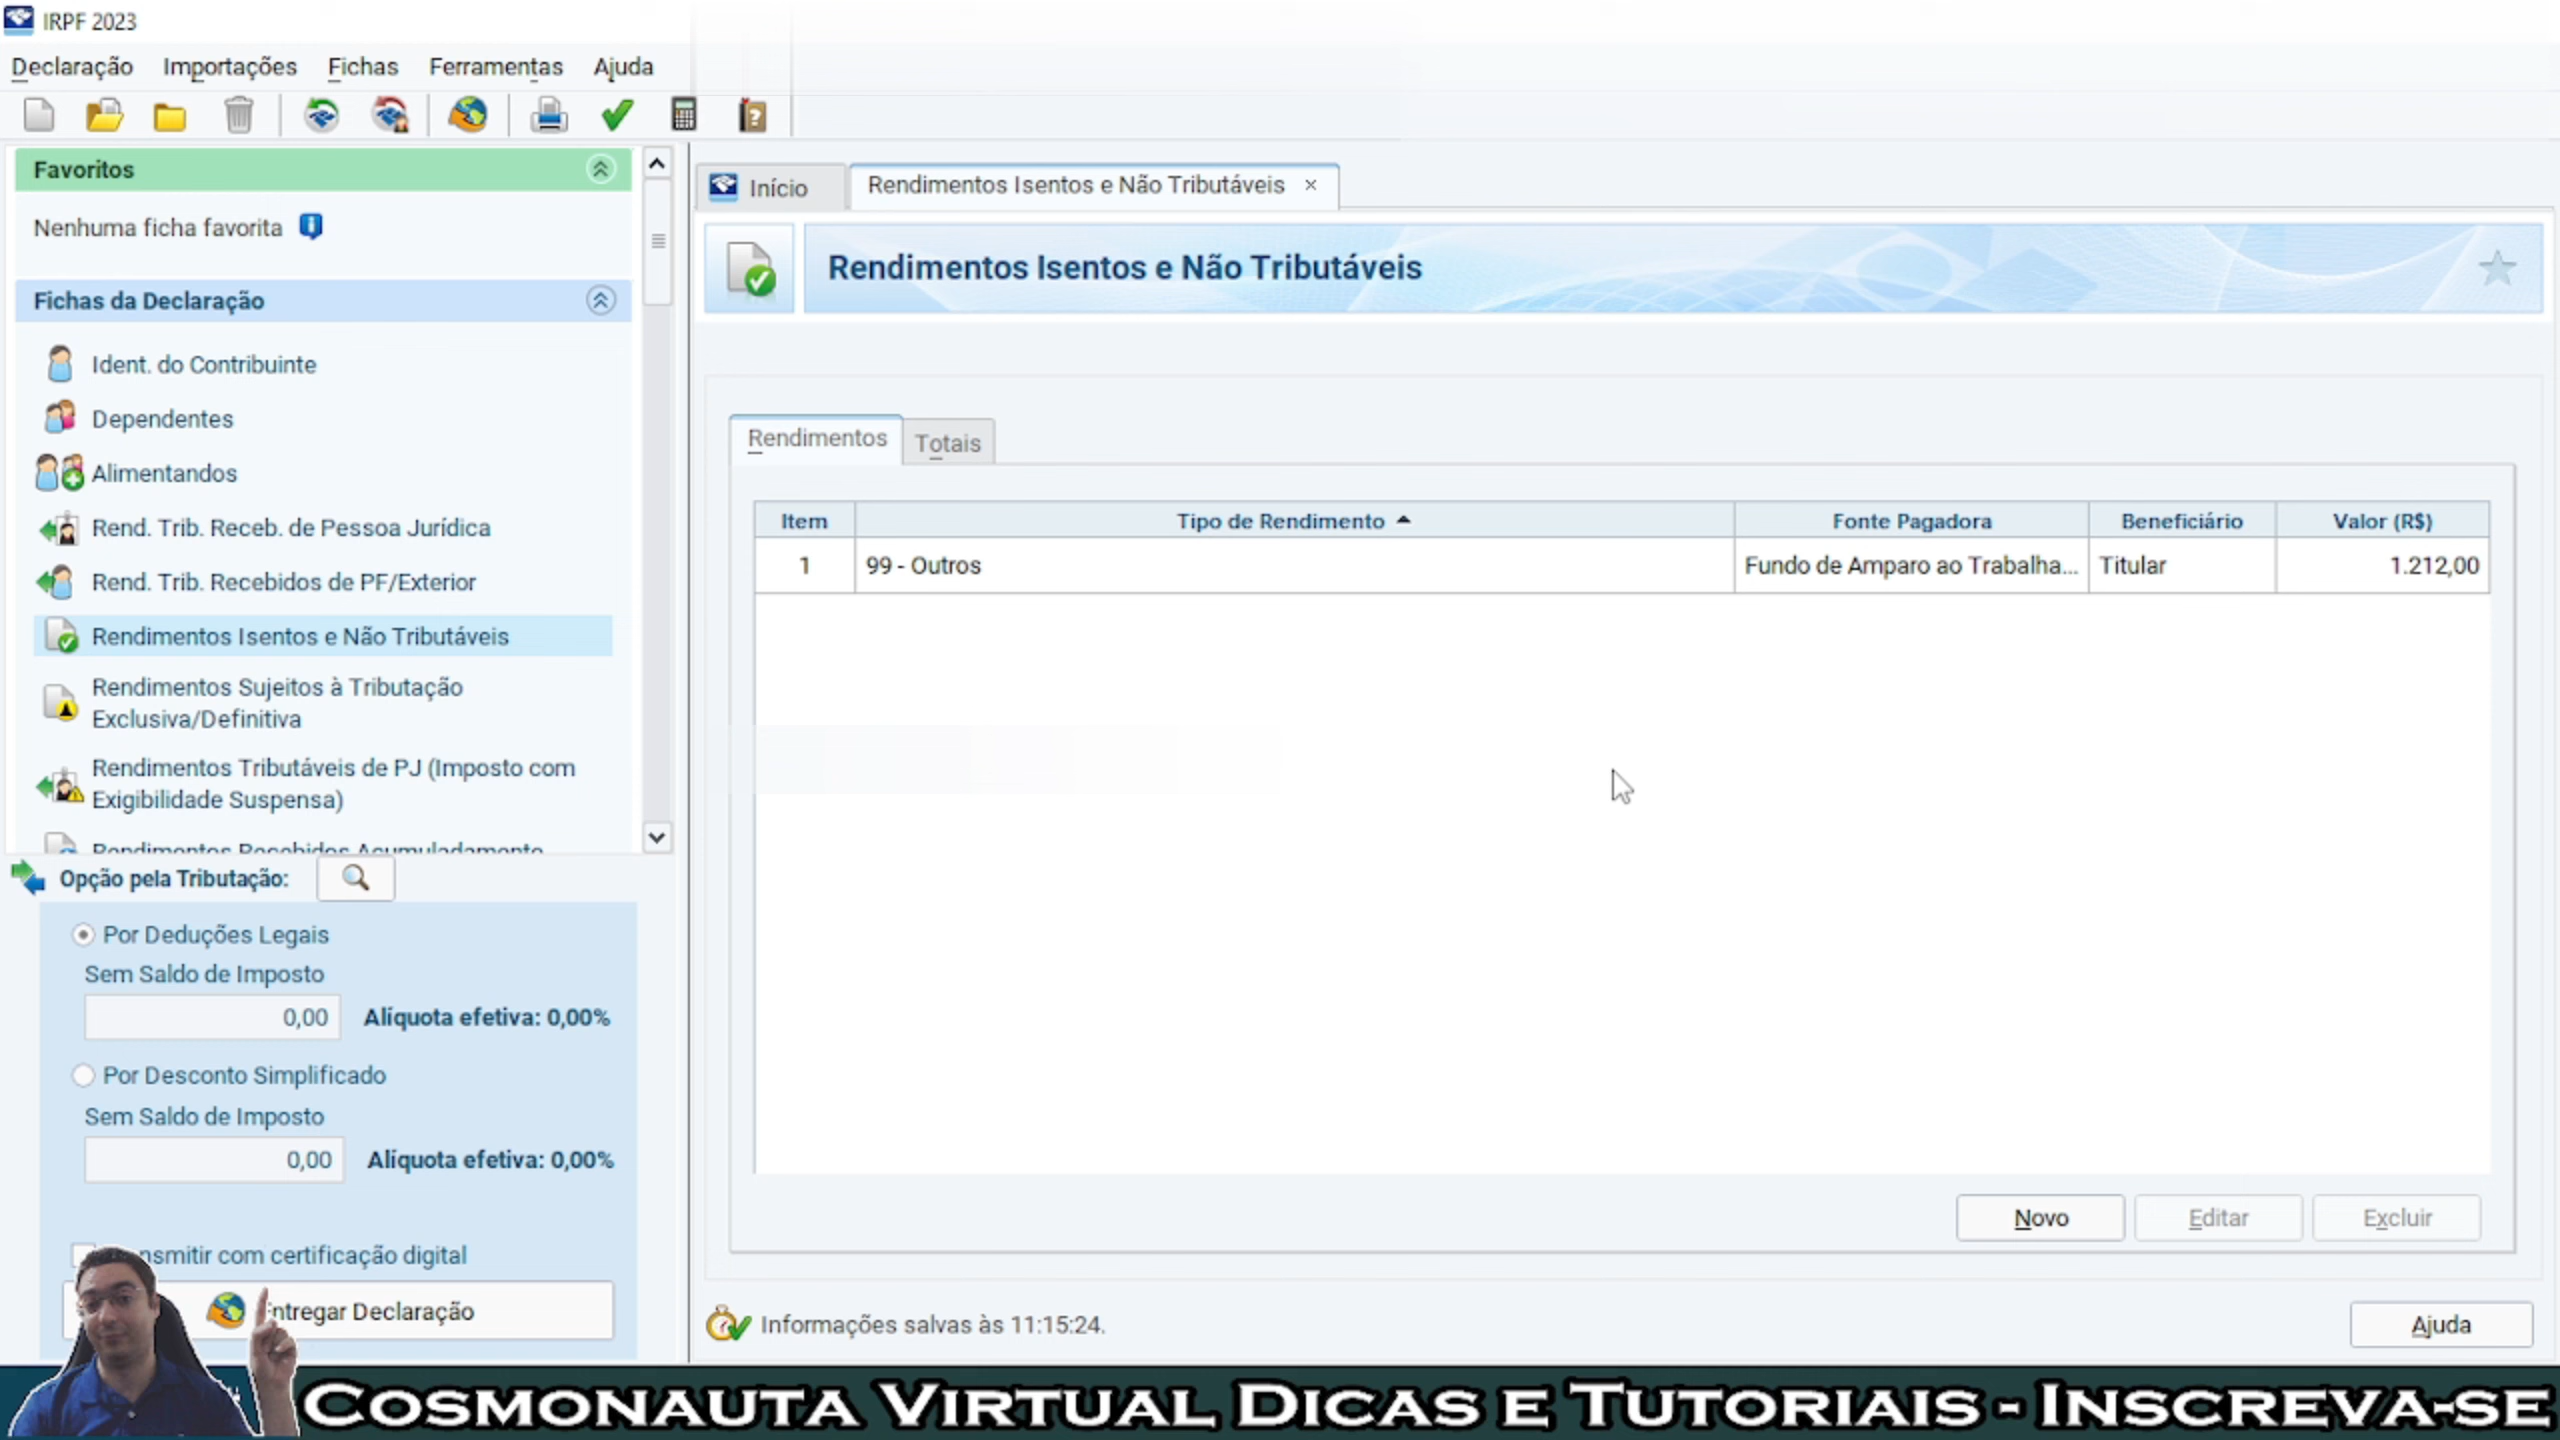 IRPF 2023
Declaração Importações Fichas Ferramentas Ajuda
Favoritos
Nenhuma ficha favorita
Fichas da Declaração
Ident. do Contribuinte
Dependentes
Alimentandos
Rend. Trib. Receb. de Pessoa Jurídica
Rend. Trib. Recebidos de PF/Exterior
Rendimentos Isentos e Não Tributáveis
Rendimentos Sujeitos à Tributação
Exclusiva/Definitiva
Rendimentos Tributáveis de PJ (Imposto com
Exigibilidade Suspensa)
Rendimentos Recebidos Acumuladamente
Opção pela Tributação:
Por Deduções Legais
Sem Saldo de Imposto
0,00 Alíquota efetiva: 0,00%
Por Desconto Simplificado
Sem Saldo de Imposto
0,00 Alíquota efetiva: 0,00%
nsmitir com certificação digital
ntregar Declaração
Início Rendimentos Isentos e Não Tributáveis ×
Rendimentos Isentos e Não Tributáveis
Rendimentos Totais
Item Tipo de Rendimento Fonte Pagadora Beneficiário Valor (R$)
1 99 - Outros Fundo de Amparo ao Trabalha... Titular 1.212,00
Novo Editar Excluir
Informações salvas às 11:15:24.
Ajuda
COSMONAUTA VIRTUAL DICAS E TUTORIAIS - INSCREVA-SE